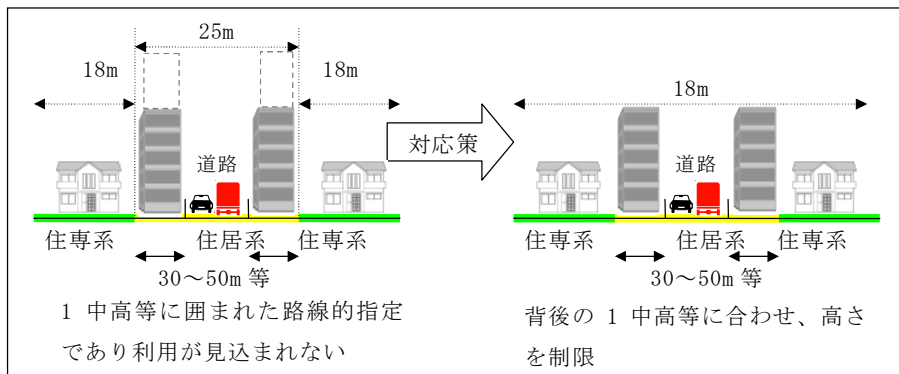 25m
18m
18m
18m
対応策
道路
道路
住専系
住居系
住専系
住専系
住居系
住専系
30～50m 等
30～50m 等
1 中高等に囲まれた路線的指定
であり利用が見込まれない
背後の 1 中高等に合わせ、高さ
を制限